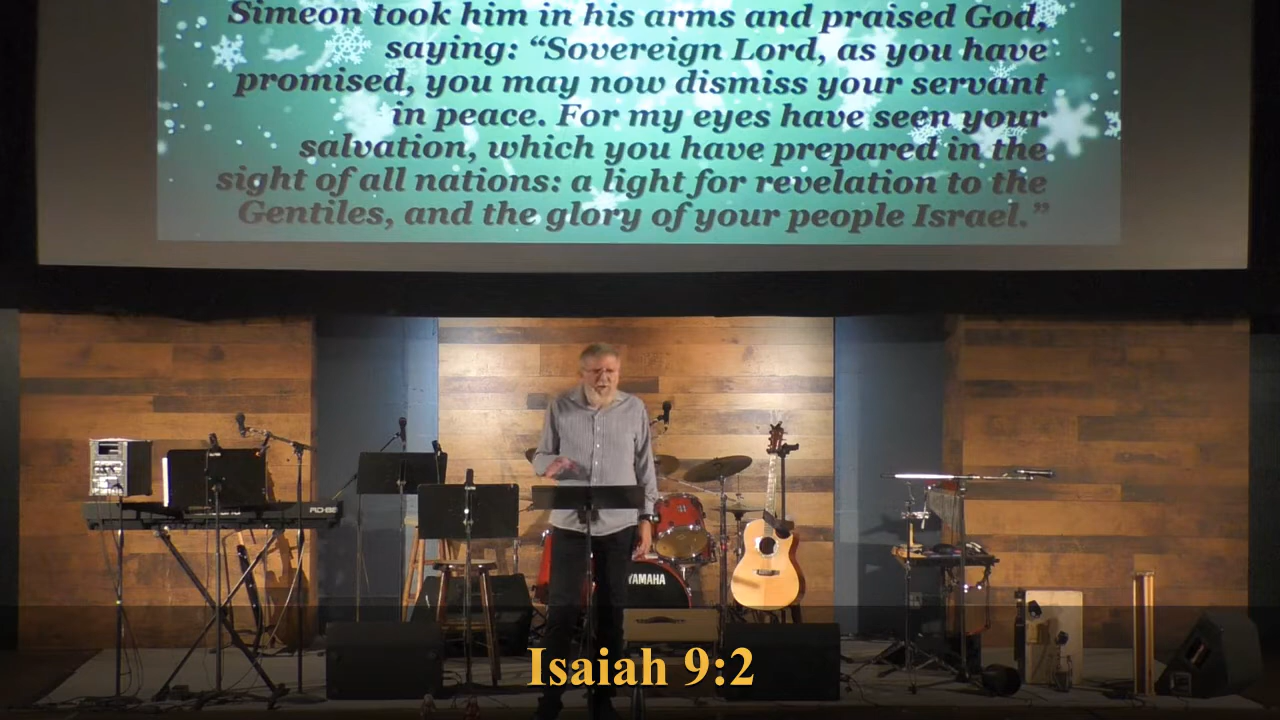 Simeon took him in his arms and praised God,
saying: “Sovereign Lord, as you have
promised, you may now dismiss your servant
in peace. For my eyes have seen your
salvation, which you have prepared in the
sight of all nations: a light for revelation to the
Gentiles, and the glory of your people Israel.”
RD-88
YAMAHA
Isaiah 9:2